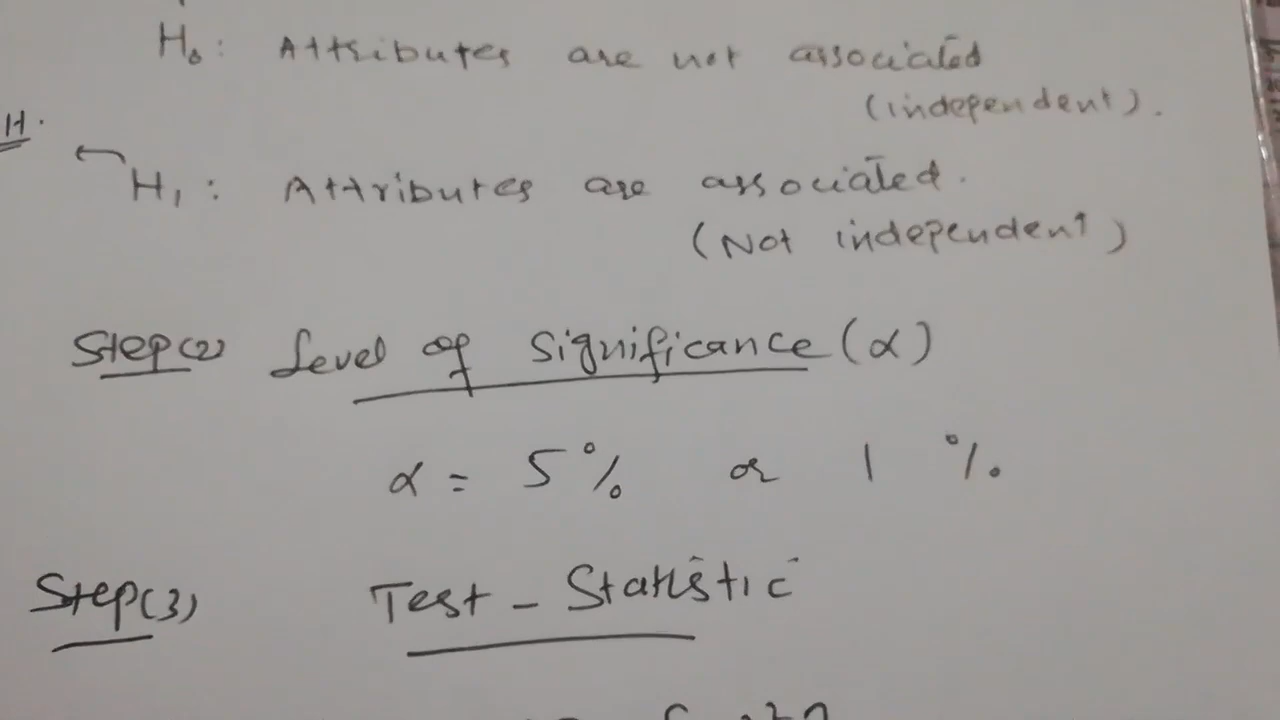 H₀: Attributes are not associated
(independent).
H.
H₁: Attributes are associated.
(Not independent)
Step(2) Level of significance (α)
α = 5% or 1 %.
Step(3) Test - Statistic